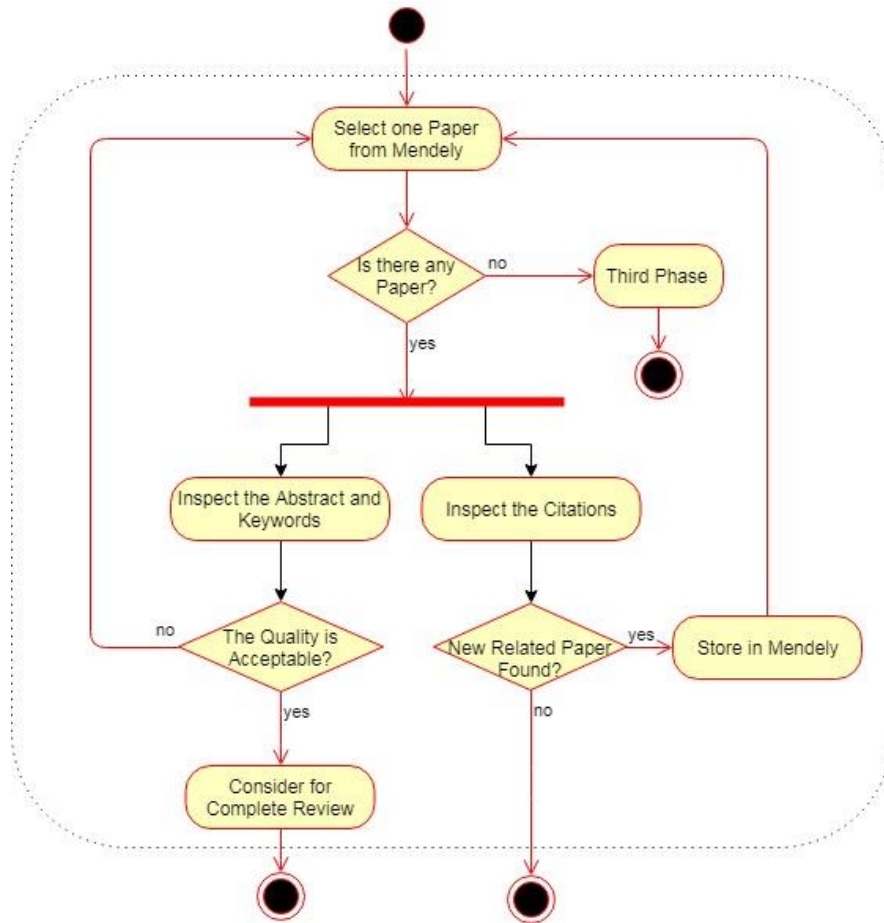 Select one Paper
from Mendely
Is there any
Paper?
no
Third Phase
yes
Inspect the Abstract and
Keywords
Inspect the Citations
no
The Quality is
Acceptable?
New Related Paper
Found?
yes
Store in Mendely
yes
no
Consider for
Complete Review